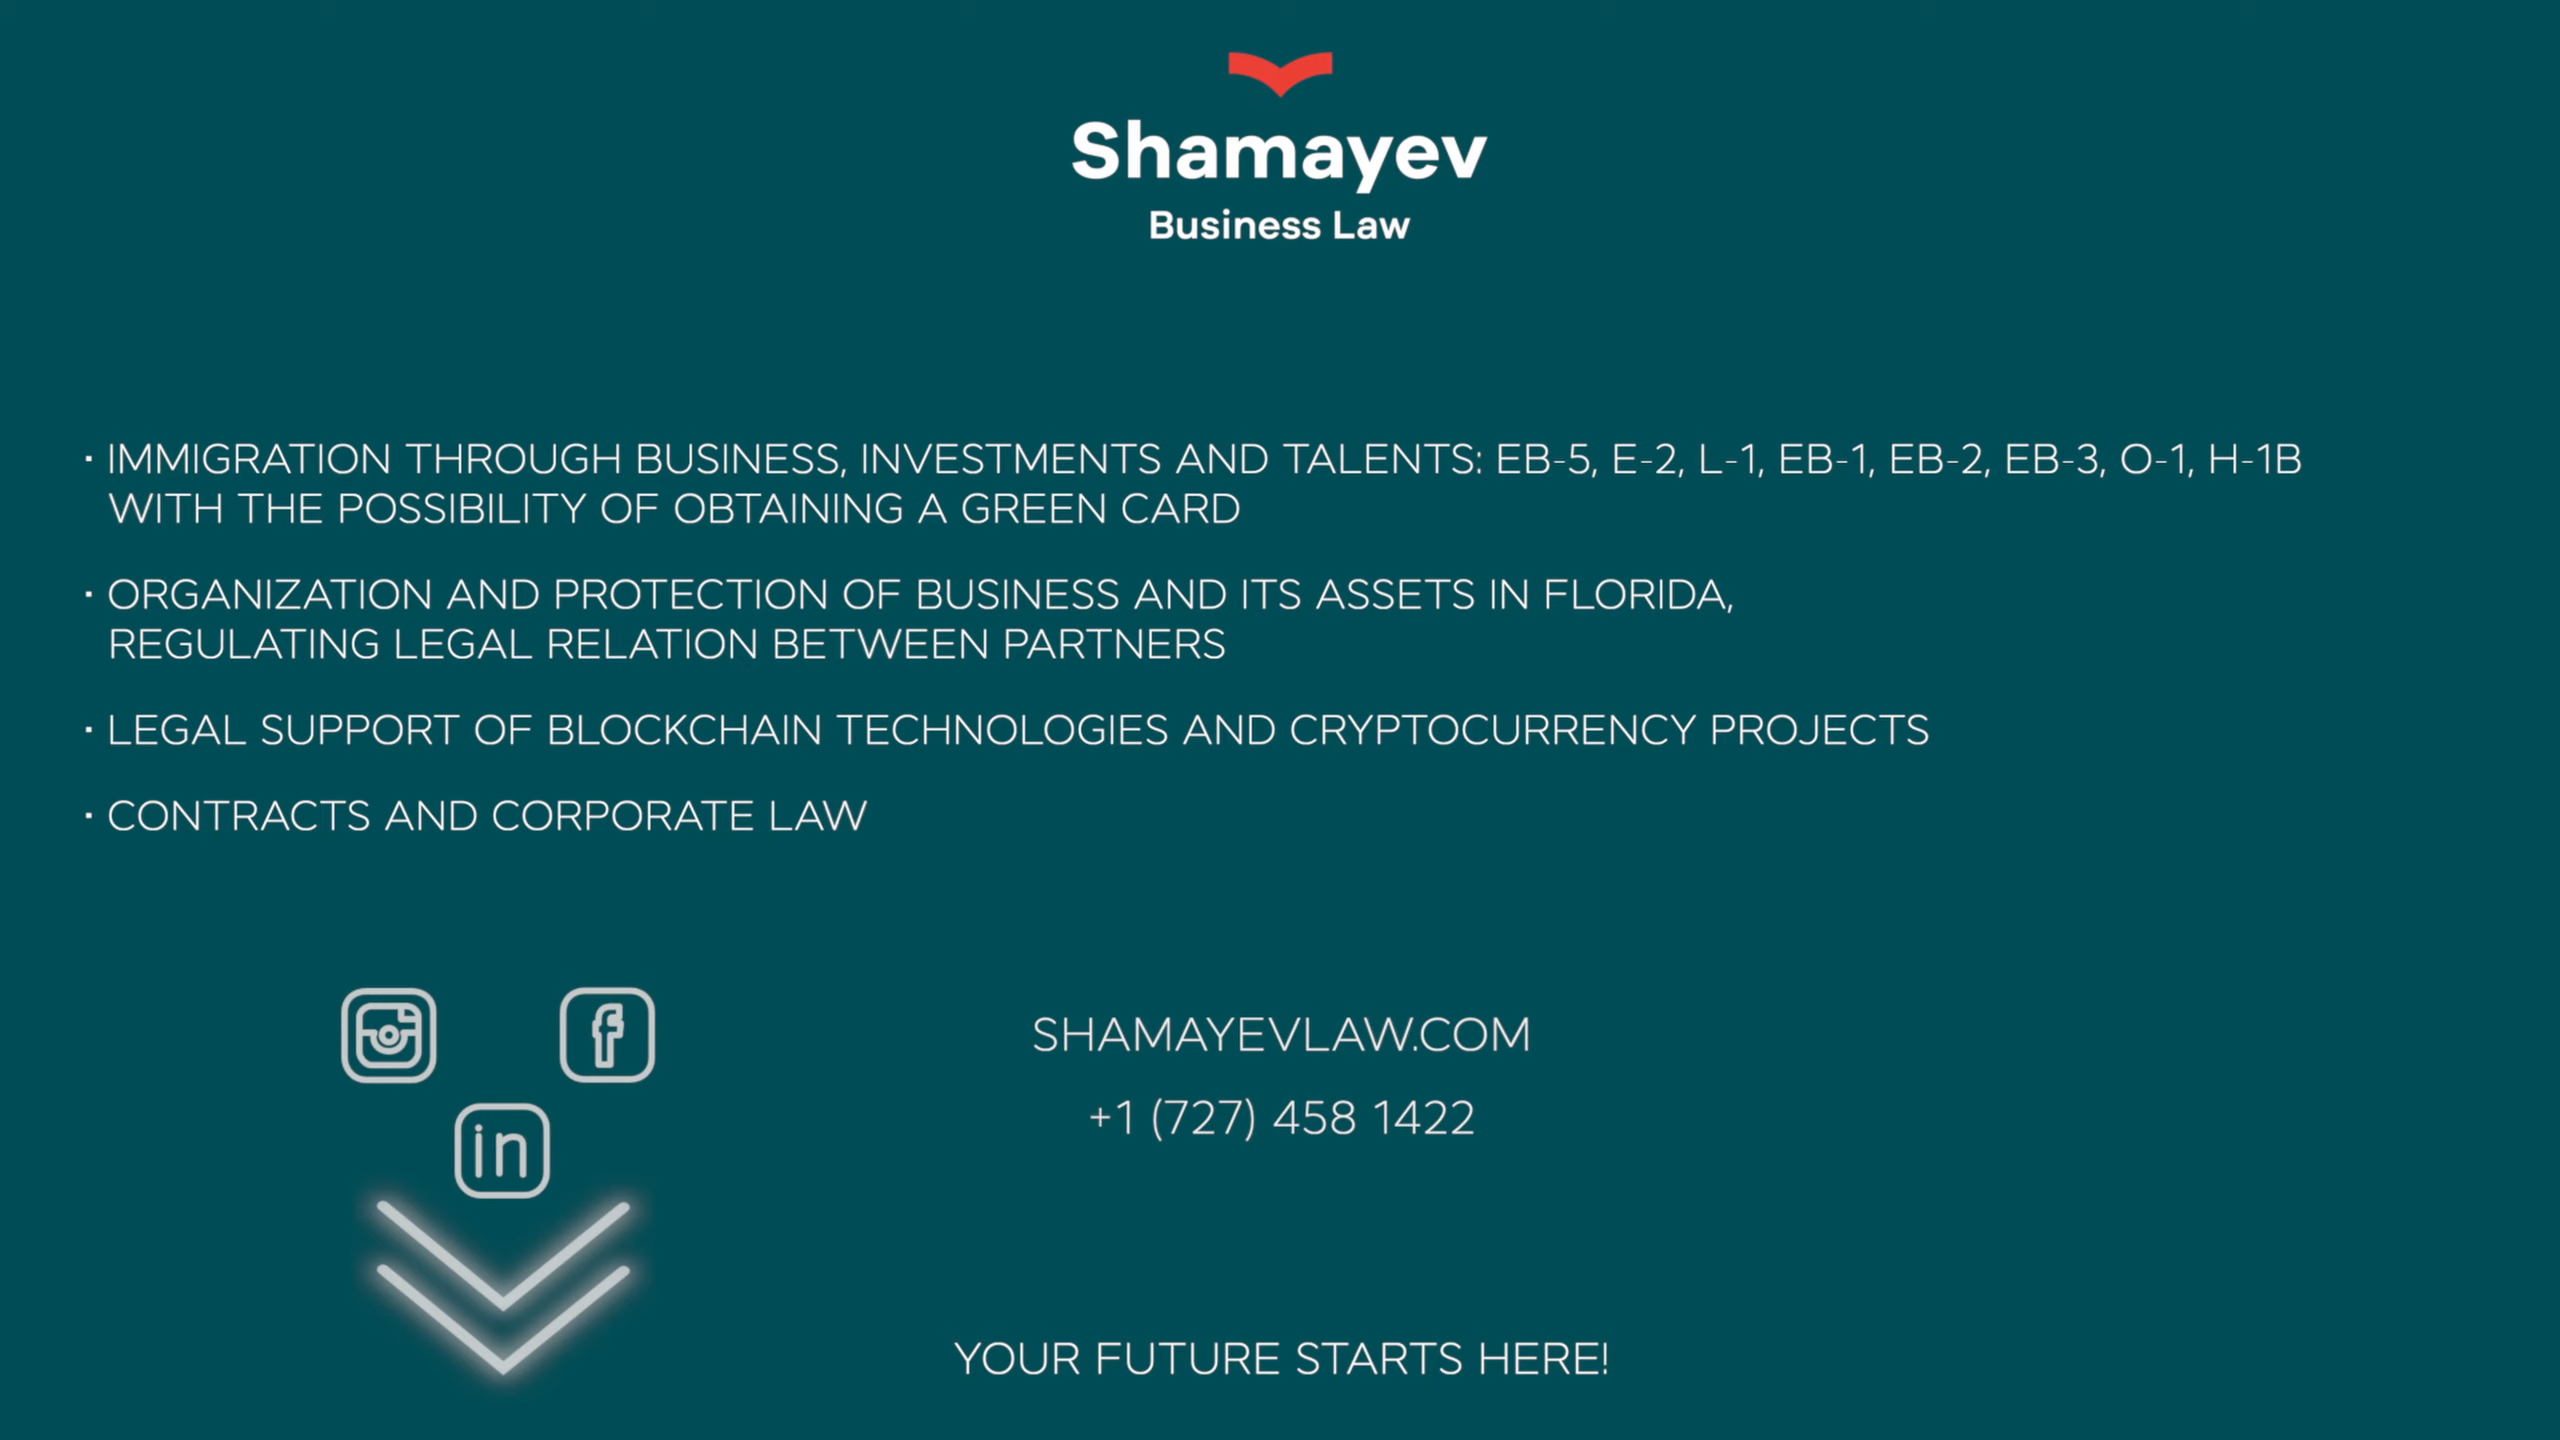 Shamayev
Business Law
· IMMIGRATION THROUGH BUSINESS, INVESTMENTS AND TALENTS: EB-5, E-2, L-1, EB-1, EB-2, EB-3, O-1, H-1B
WITH THE POSSIBILITY OF OBTAINING A GREEN CARD
· ORGANIZATION AND PROTECTION OF BUSINESS AND ITS ASSETS IN FLORIDA,
REGULATING LEGAL RELATION BETWEEN PARTNERS
· LEGAL SUPPORT OF BLOCKCHAIN TECHNOLOGIES AND CRYPTOCURRENCY PROJECTS
· CONTRACTS AND CORPORATE LAW
f
in
SHAMAYEVLAW.COM
+1 (727) 458 1422
YOUR FUTURE STARTS HERE!